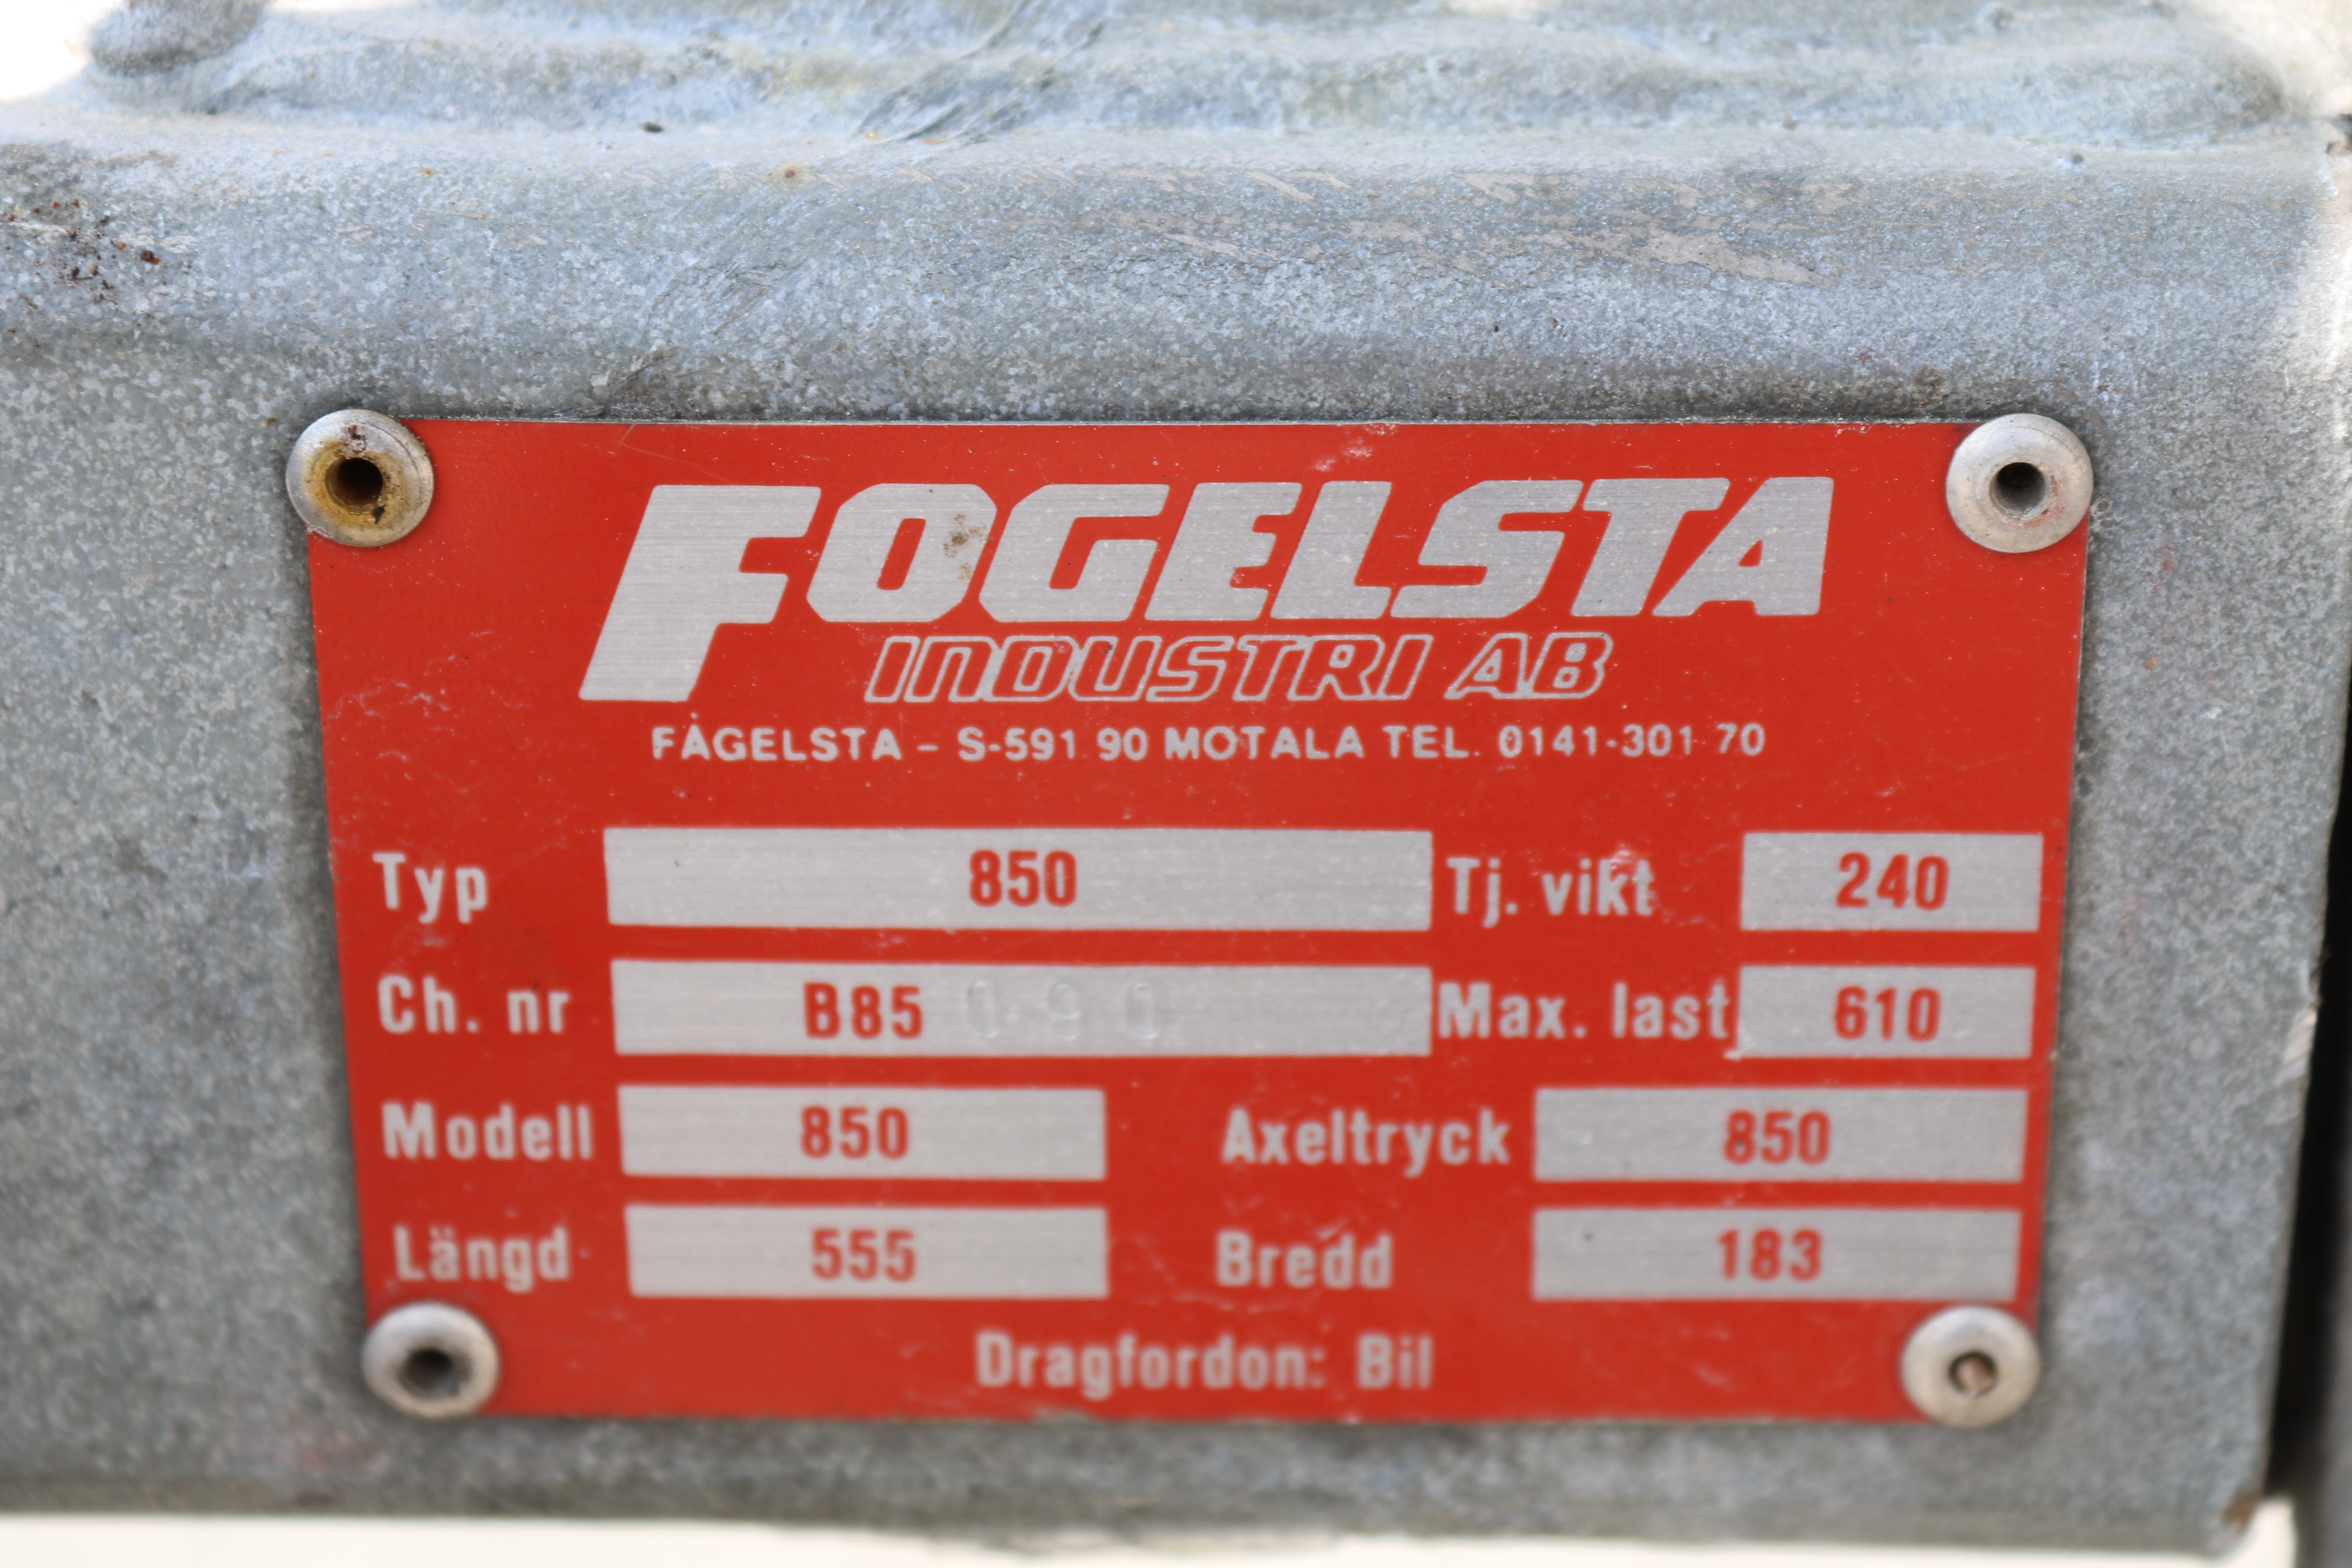 FOGELSTA
INDUSTRI AB
FÅGELSTA – S-591 90 MOTALA TEL. 0141-301 70
Typ 850 Tj. vikt 240
Ch. nr B85 090 Max. last 610
Modell 850 Axeltryck 850
Längd 555 Bredd 183
Dragfordon: Bil